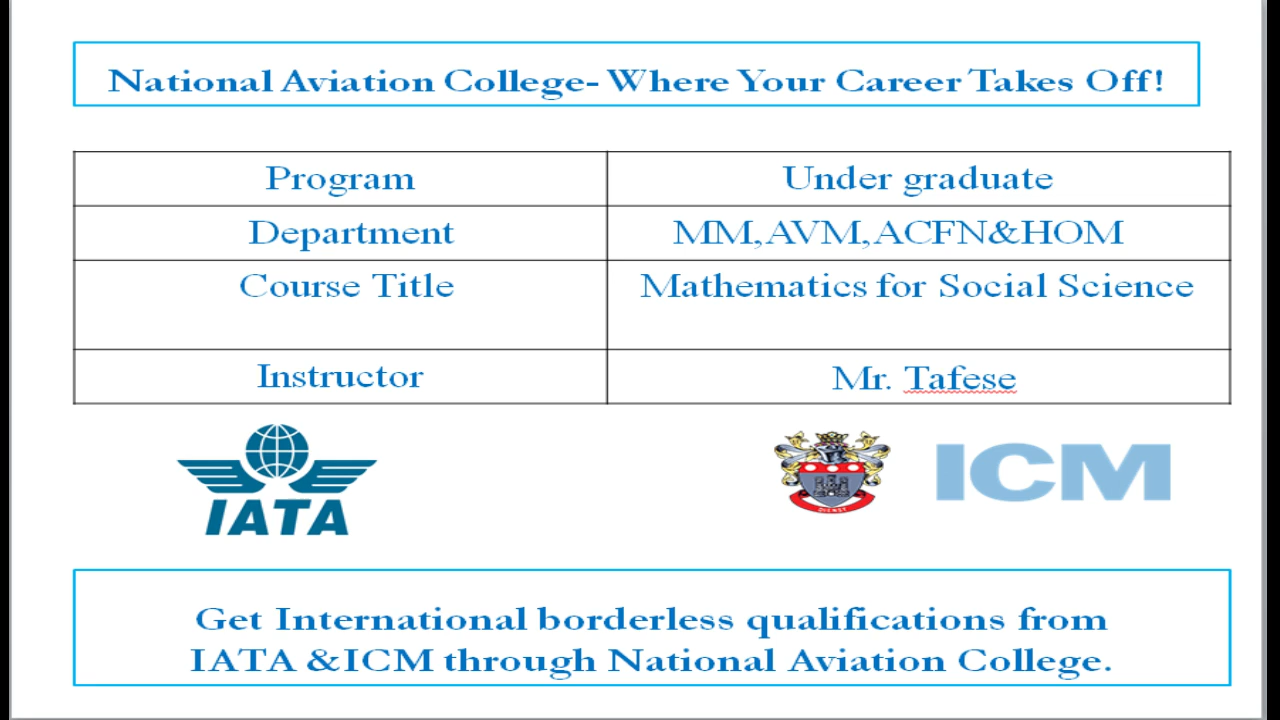 National Aviation College- Where Your Career Takes Off!
Program
Under graduate
Department
MM,AVM,ACFN&HOM
Course Title
Mathematics for Social Science
Instructor
Mr. Tafese
IATA
ICM
Get International borderless qualifications from
IATA &ICM through National Aviation College.